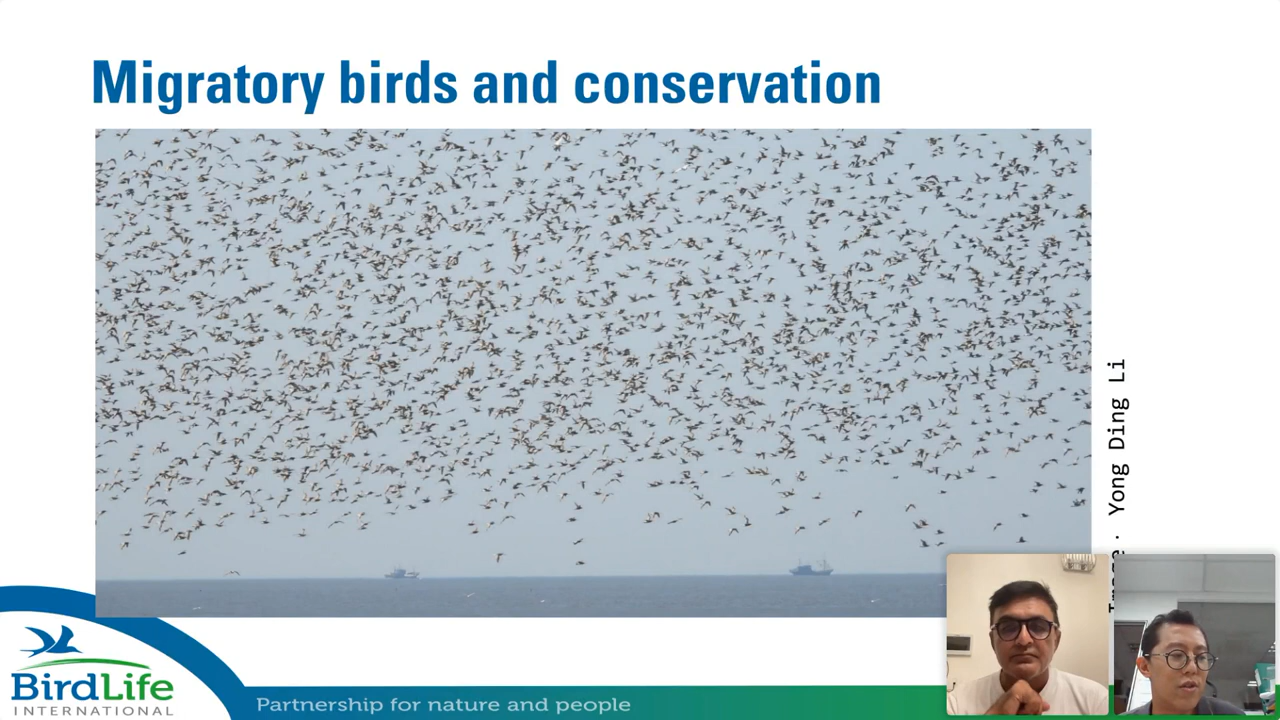 Migratory birds and conservation
Yong Ding Li
BirdLife
INTERNATIONAL
Partnership for nature and people